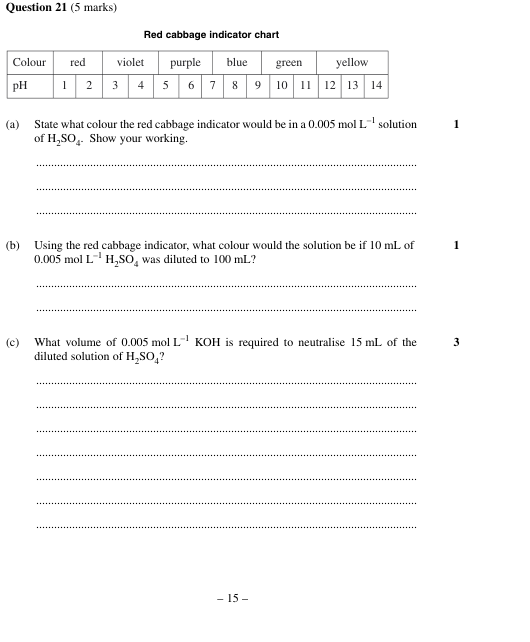 Question 21 (5 marks)
Red cabbage indicator chart
Colour red violet purple blue green yellow
pH 1 2 3 4 5 6 7 8 9 10 11 12 13 14
(a) State what colour the red cabbage indicator would be in a 0.005 mol L⁻¹ solution 1
of H₂SO₄. Show your working.
(b) Using the red cabbage indicator, what colour would the solution be if 10 mL of 1
0.005 mol L⁻¹ H₂SO₄ was diluted to 100 mL?
(c) What volume of 0.005 mol L⁻¹ KOH is required to neutralise 15 mL of the 3
diluted solution of H₂SO₄?
– 15 –